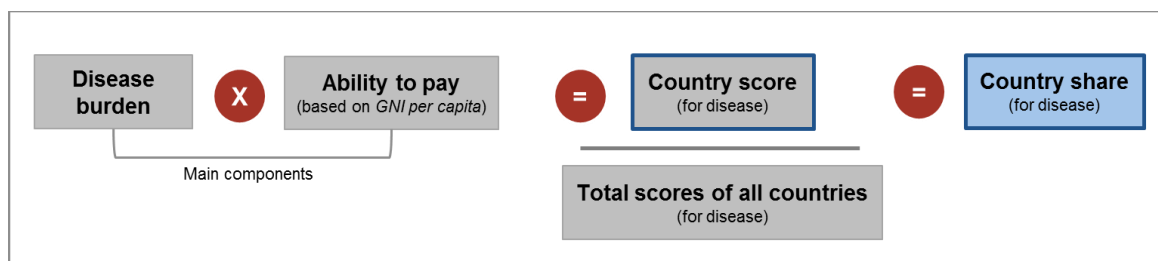 Disease
burden
X
Ability to pay
(based on GNI per capita)
=
Country score
(for disease)
=
Country share
(for disease)
Main components
Total scores of all countries
(for disease)